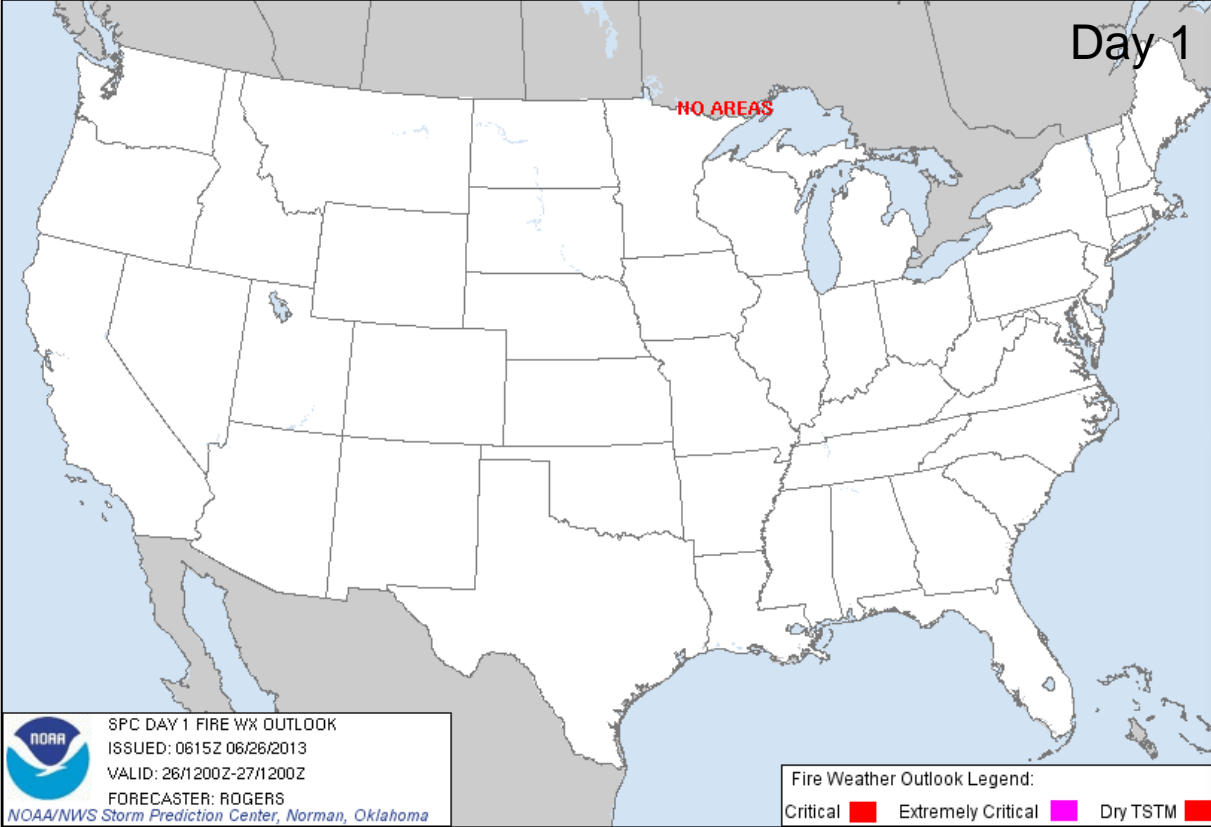 Day 1
NO AREAS
NOAA
SPC DAY 1 FIRE WX OUTLOOK
ISSUED: 0615Z 06/26/2013
VALID: 26/1200Z-27/1200Z
FORECASTER: ROGERS
NOAA/NWS Storm Prediction Center, Norman, Oklahoma
Fire Weather Outlook Legend:
Critical Extremely Critical Dry TSTM